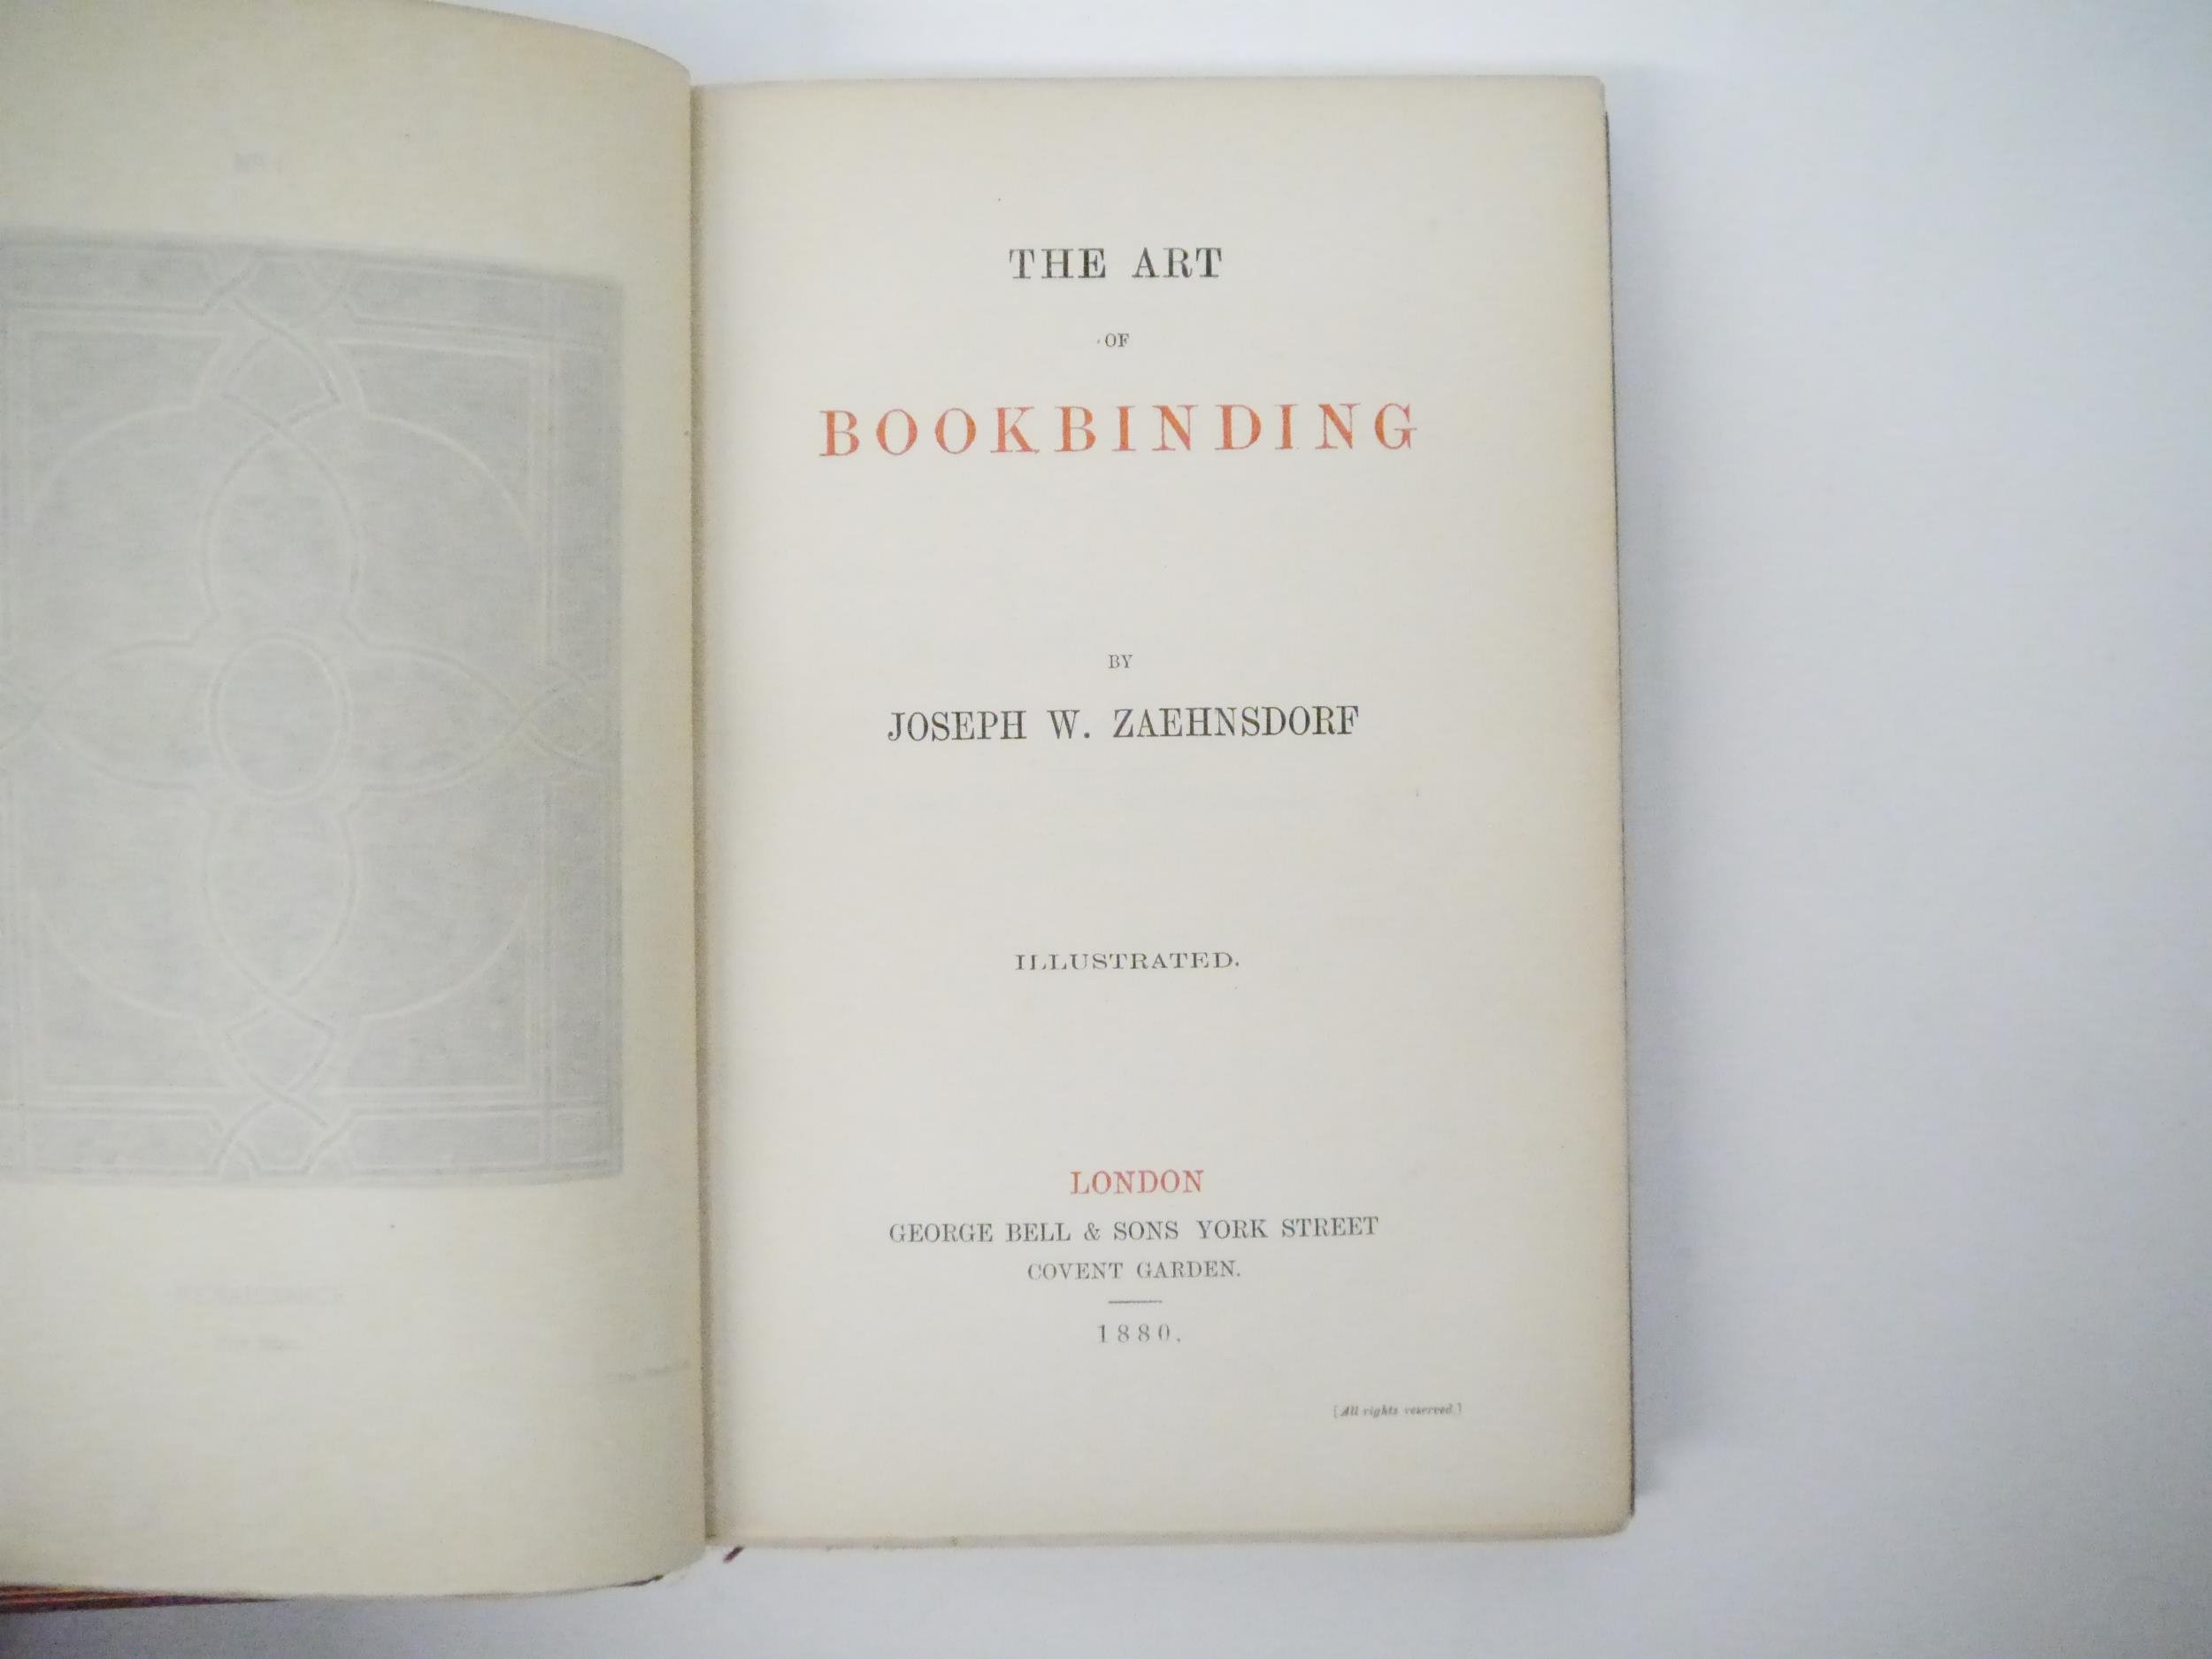 THE ART
OF
BOOKBINDING
BY
JOSEPH W. ZAEHNSDORF
ILLUSTRATED.
LONDON
GEORGE BELL & SONS YORK STREET
COVENT GARDEN.
1880.
[All rights reserved.]